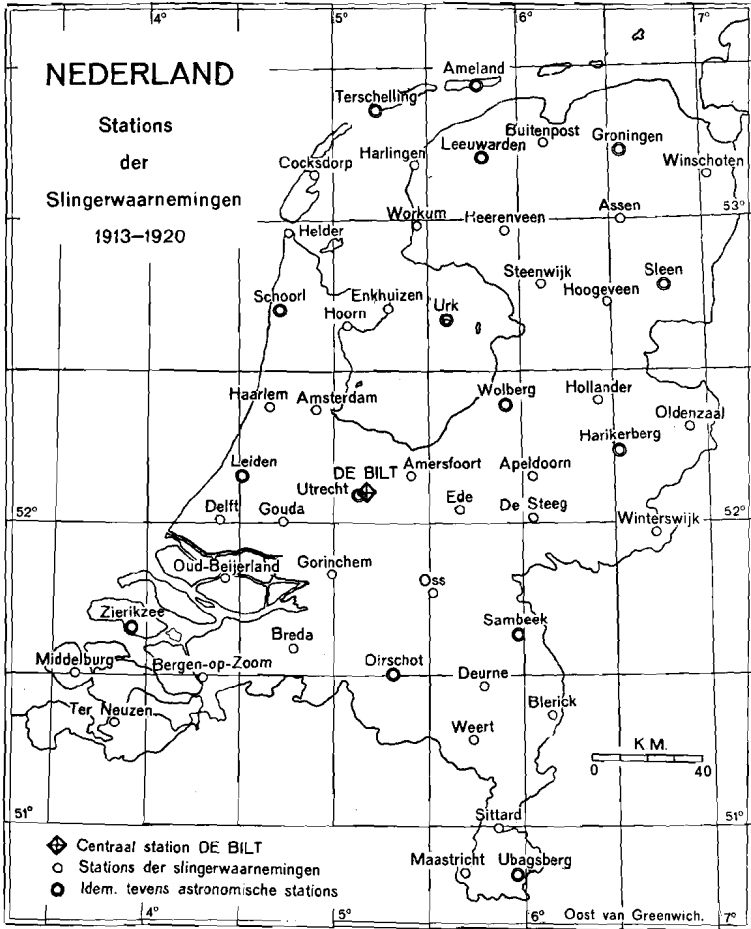 4°
5°
6°
7°
NEDERLAND
Stations
der
Slingerwaarnemingen
1913–1920
Ameland
Terschelling
Buitenpost
Groningen
Leeuwarden
Harlingen
Cocksdorp
Winschoten
Assen
53°
Workum
Heerenveen
Helder
Steenwijk
Sleen
Hoogeveen
Schoorl
Enkhuizen
Urk
Hoorn
Haarlem
Amsterdam
Wolberg
Hollander
Oldenzaal
Harikerberg
Leiden
DE BILT
Amersfoort
Apeldoorn
Utrecht
Delft
Gouda
Ede
De Steeg
Winterswijk
52°
52°
Oud-Beijerland
Gorinchem
Oss
Zierikzee
Sambeek
Breda
Middelburg
Bergen-op-Zoom
Oirschot
Deurne
Ter Neuzen
Blerick
Weert
K M.
0
40
51°
51°
Sittard
Centraal station DE BILT
Stations der slingerwaarnemingen
Idem. tevens astronomische stations
Maastricht
Ubagsberg
Oost van Greenwich.
4°
5°
6°
7°